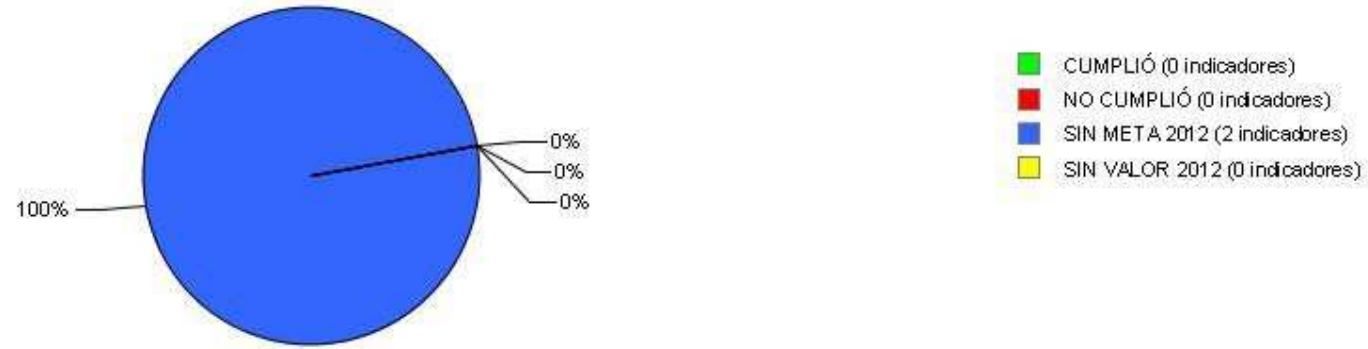 0%
0%
0%
100%
CUMPLIÓ (0 indicadores)
NO CUMPLIÓ (0 indicadores)
SIN META 2012 (2 indicadores)
SIN VALOR 2012 (0 indicadores)